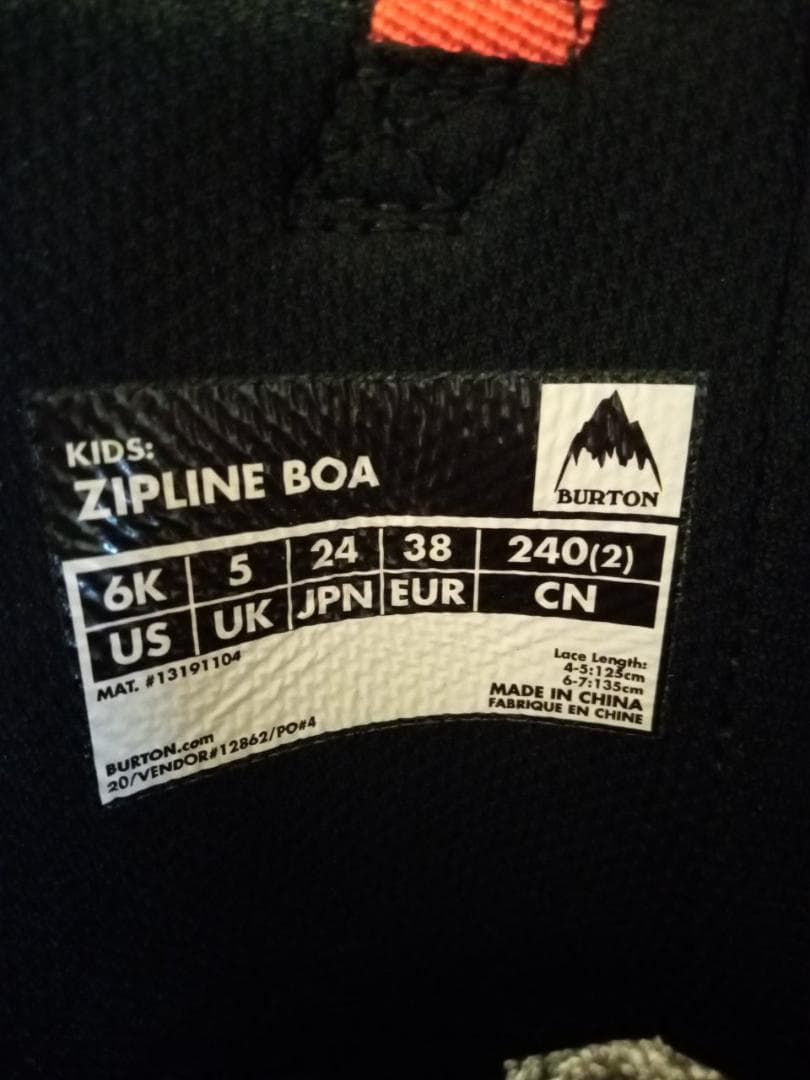 KIDS:
ZIPLINE BOA
BURTON
6K 5 24 38 240(2)
US UK JPN EUR CN
MAT. #13191104
Lace Length:
4-5:125cm
6-7:135cm
MADE IN CHINA
FABRIQUE EN CHINE
BURTON.com
20/VENDOR#12862/PO#4